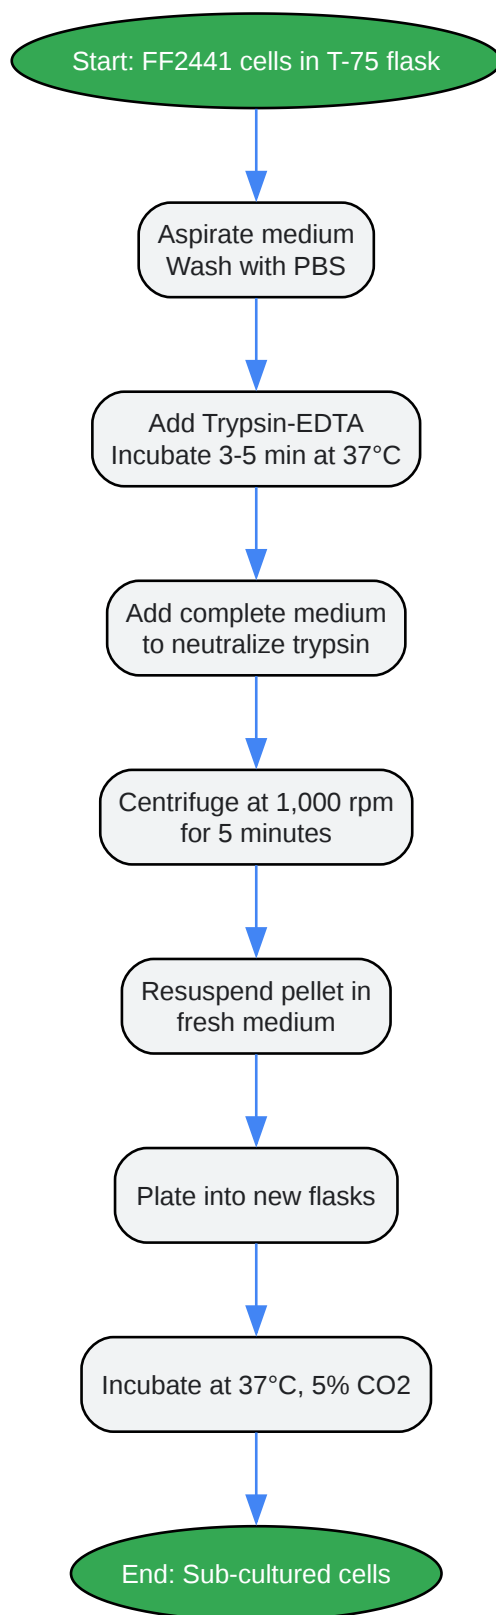 Start: FF2441 cells in T-75 flask
Aspirate medium
Wash with PBS
Add Trypsin-EDTA
Incubate 3-5 min at 37°C
Add complete medium
to neutralize trypsin
Centrifuge at 1,000 rpm
for 5 minutes
Resuspend pellet in
fresh medium
Plate into new flasks
Incubate at 37°C, 5% CO2
End: Sub-cultured cells